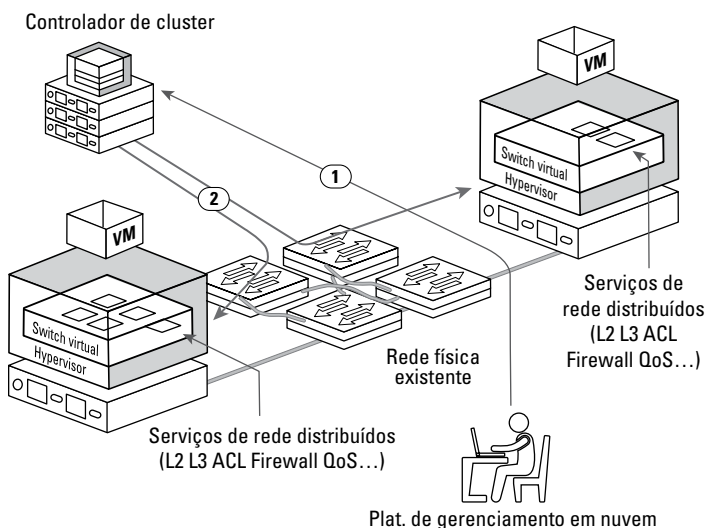 Controlador de cluster
VM
Switch virtual
Hypervisor
1
2
VM
Switch virtual
Hypervisor
Serviços de
rede distribuídos
(L2 L3 ACL
Firewall QoS…)
Rede física
existente
Serviços de rede distribuídos
(L2 L3 ACL Firewall QoS…)
Plat. de gerenciamento em nuvem